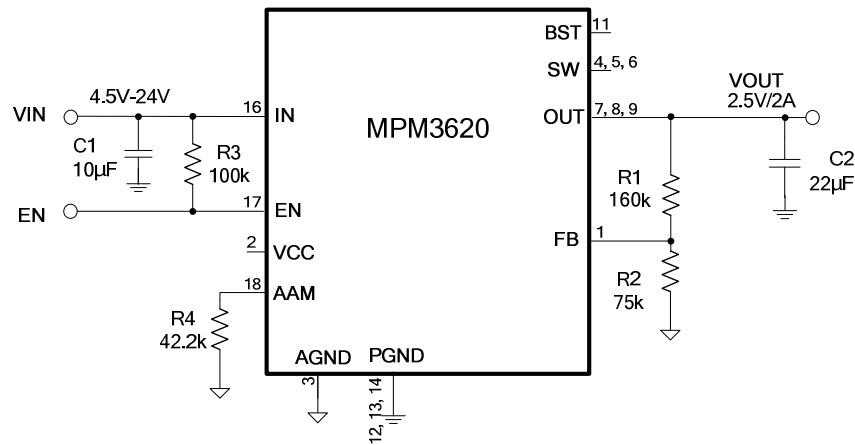 BST 11
SW 4, 5, 6
VIN 4.5V-24V 16 IN
MPM3620
OUT 7, 8, 9
VOUT
2.5V/2A
C1
10µF
R3
100k
R1
160k
C2
22µF
EN 17 EN
2 VCC
FB 1
18 AAM
R2
75k
R4
42.2k
AGND PGND
3
12, 13, 14